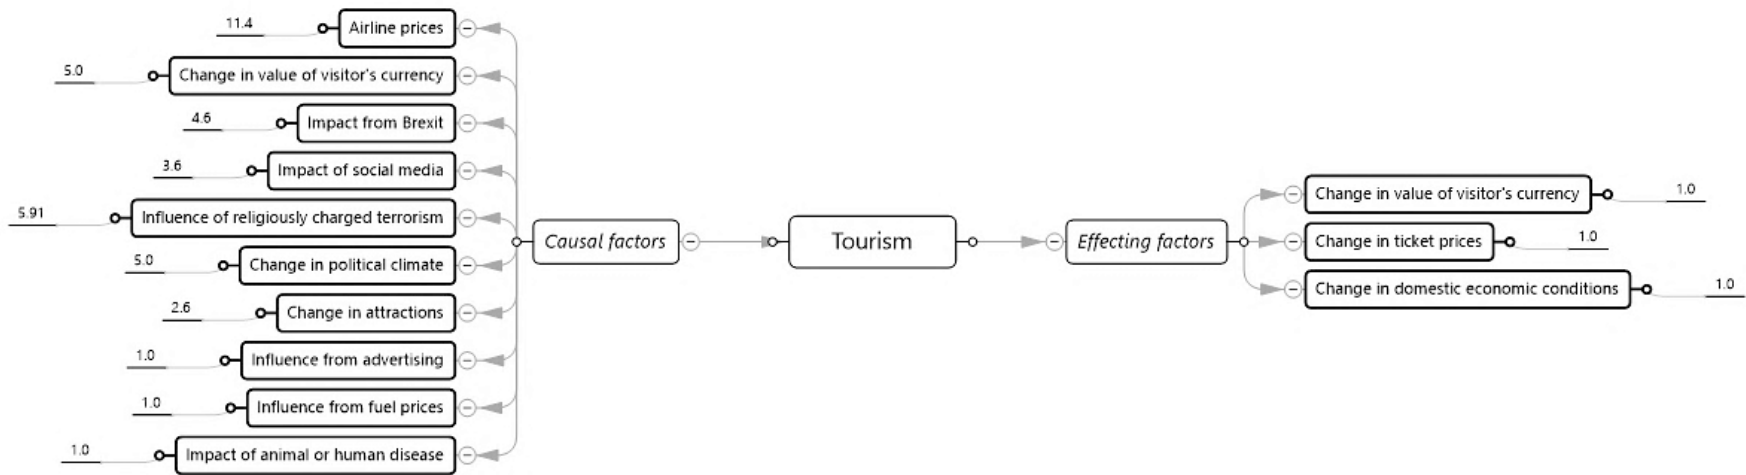 11.4
Airline prices
5.0
Change in value of visitor's currency
4.6
Impact from Brexit
3.6
Impact of social media
5.91
Influence of religiously charged terrorism
5.0
Change in political climate
2.6
Change in attractions
1.0
Influence from advertising
1.0
Influence from fuel prices
1.0
Impact of animal or human disease
Causal factors
Tourism
Effecting factors
Change in value of visitor's currency
1.0
Change in ticket prices
1.0
Change in domestic economic conditions
1.0